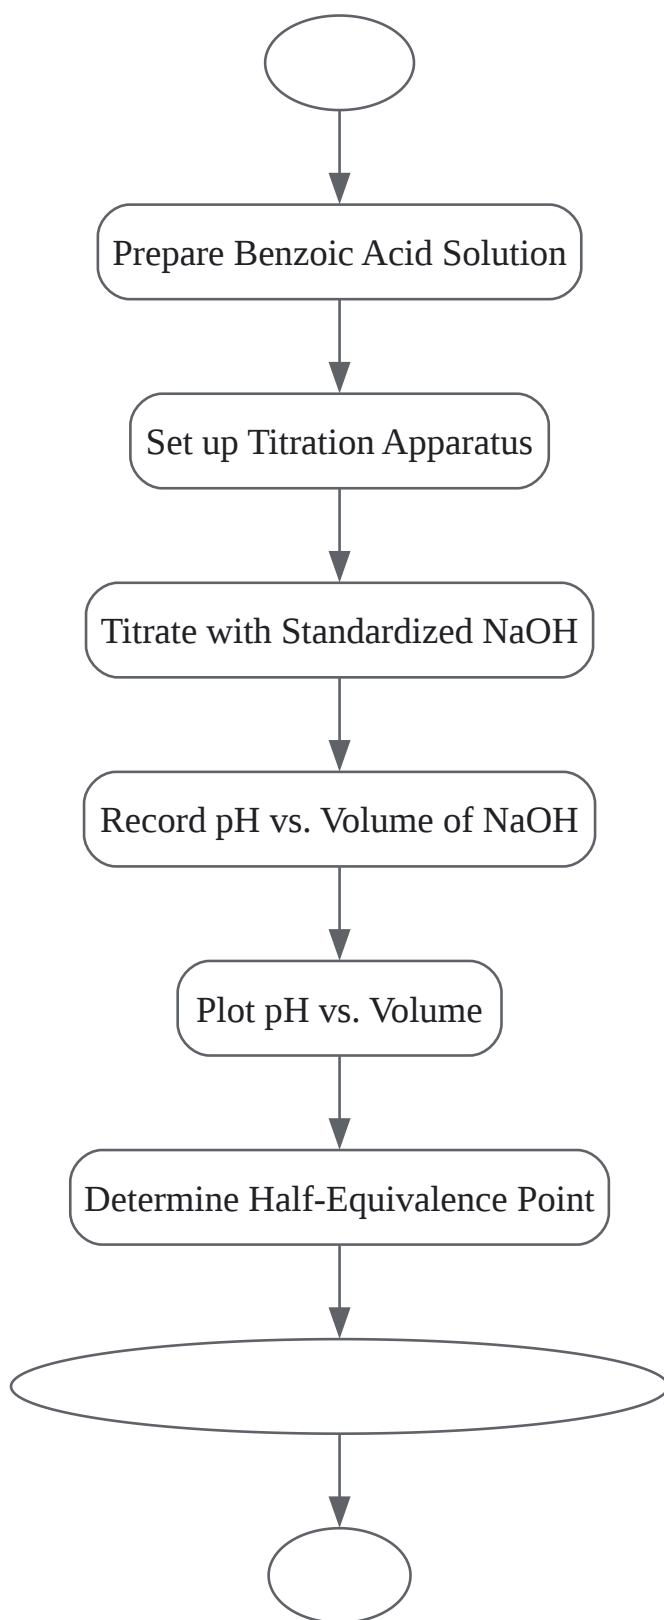 Prepare Benzoic Acid Solution
Set up Titration Apparatus
Titrate with Standardized NaOH
Record pH vs. Volume of NaOH
Plot pH vs. Volume
Determine Half-Equivalence Point